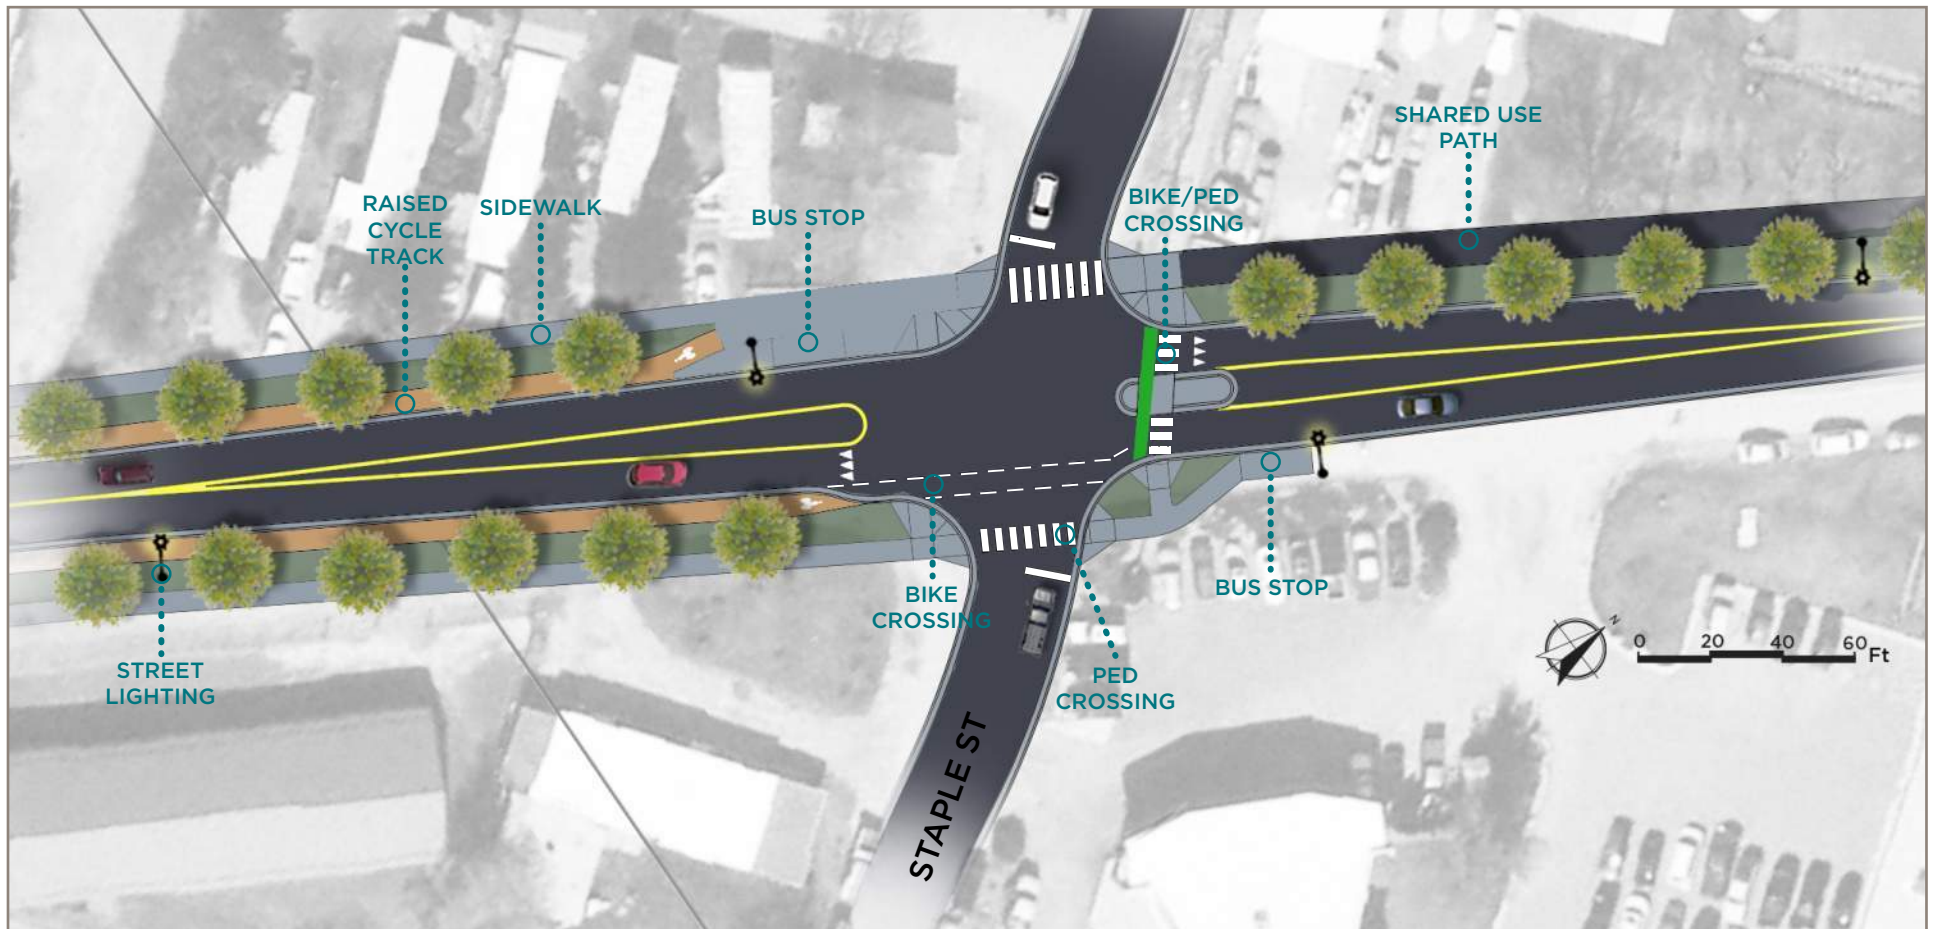 SHARED USE
PATH
RAISED
CYCLE
TRACK
SIDEWALK
BUS STOP
BIKE/PED
CROSSING
BIKE
CROSSING
BUS STOP
PED
CROSSING
STREET
LIGHTING
STAPLE ST
N
0 20 40 60 Ft